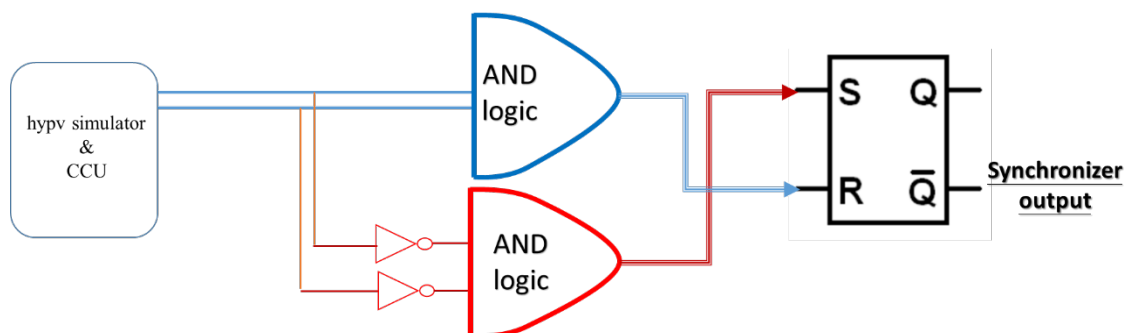 hypv simulator
&
CCU
AND
logic
AND
logic
S
Q
R
Q̅
Synchronizer
output